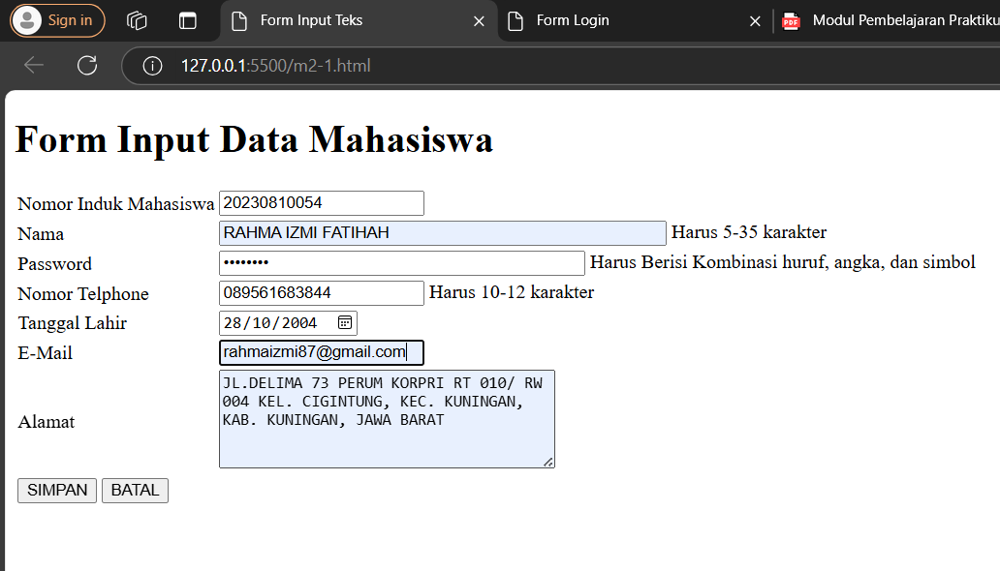 Sign in
Form Input Teks
Form Login
PDF
Modul Pembelajaran Praktiku
127.0.0.1:5500/m2-1.html
Form Input Data Mahasiswa
Nomor Induk Mahasiswa 20230810054
Nama RAHMA IZMI FATIHAH Harus 5-35 karakter
Password •••••••• Harus Berisi Kombinasi huruf, angka, dan simbol
Nomor Telphone 089561683844 Harus 10-12 karakter
Tanggal Lahir 28/10/2004
E-Mail rahmaizmi87@gmail.com
Alamat
JL.DELIMA 73 PERUM KORPRI RT 010/ RW
004 KEL. CIGINTUNG, KEC. KUNINGAN,
KAB. KUNINGAN, JAWA BARAT
SIMPAN BATAL